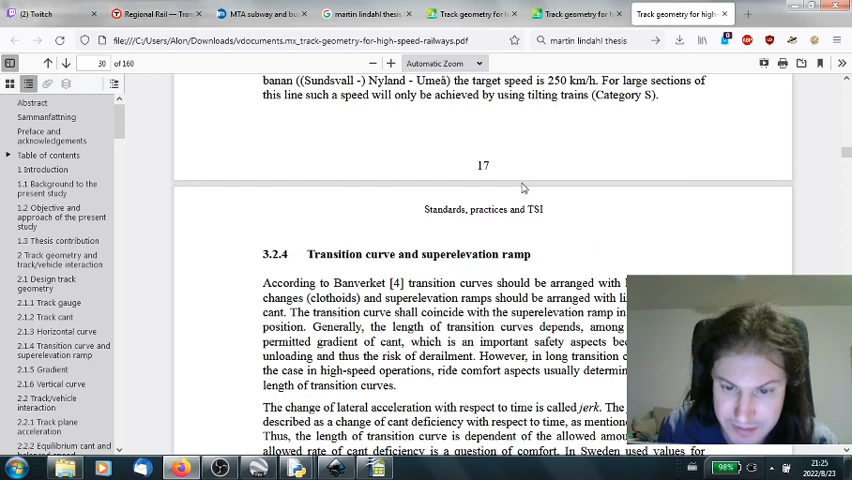 Twitch
Regional Rail — Tran
MTA subway and bu
martin lindahl thesis
Track geometry for h
Track geometry for h
Track geometry for high-
file:///C:/Users/Alon/Downloads/vdocuments.mx_track-geometry-for-high-speed-railways.pdf
martin lindahl thesis
30 of 160
Automatic Zoom
Abstract
Sammanfattning
Preface and
acknowledgements
Table of contents
1 Introduction
1.1 Background to the
present study
1.2 Objective and
approach of the present
study
1.3 Thesis contribution
2 Track geometry and
track/vehicle interaction
2.1 Design track
geometry
2.1.1 Track gauge
2.1.2 Track cant
2.1.3 Horizontal curve
2.1.4 Transition curve and
superelevation ramp
2.1.5 Gradient
2.1.6 Vertical curve
2.2 Track/vehicle
interaction
2.2.1 Track plane
acceleration
2.2.2 Equilibrium cant and
banan ((Sundsvall -) Nyland - Umeå) the target speed is 250 km/h. For large sections of
this line such a speed will only be achieved by using tilting trains (Category S).
17
Standards, practices and TSI
3.2.4 Transition curve and superelevation ramp
According to Banverket [4] transition curves should be arranged with
changes (clothoids) and superelevation ramps should be arranged with
cant. The transition curve shall coincide with the superelevation ramp in
position. Generally, the length of transition curves depends, among
permitted gradient of cant, which is an important safety aspects
unloading and thus the risk of derailment. However, in long transition
the case in high-speed operations, ride comfort aspects usually
length of transition curves.
The change of lateral acceleration with respect to time is called jerk. The
described as a change of cant deficiency with respect to time, as
Thus, the length of transition curve is dependent of the allowed
allowed rate of cant deficiency is a question of comfort. In Sweden used values for
98%
21:25
2022/8/23